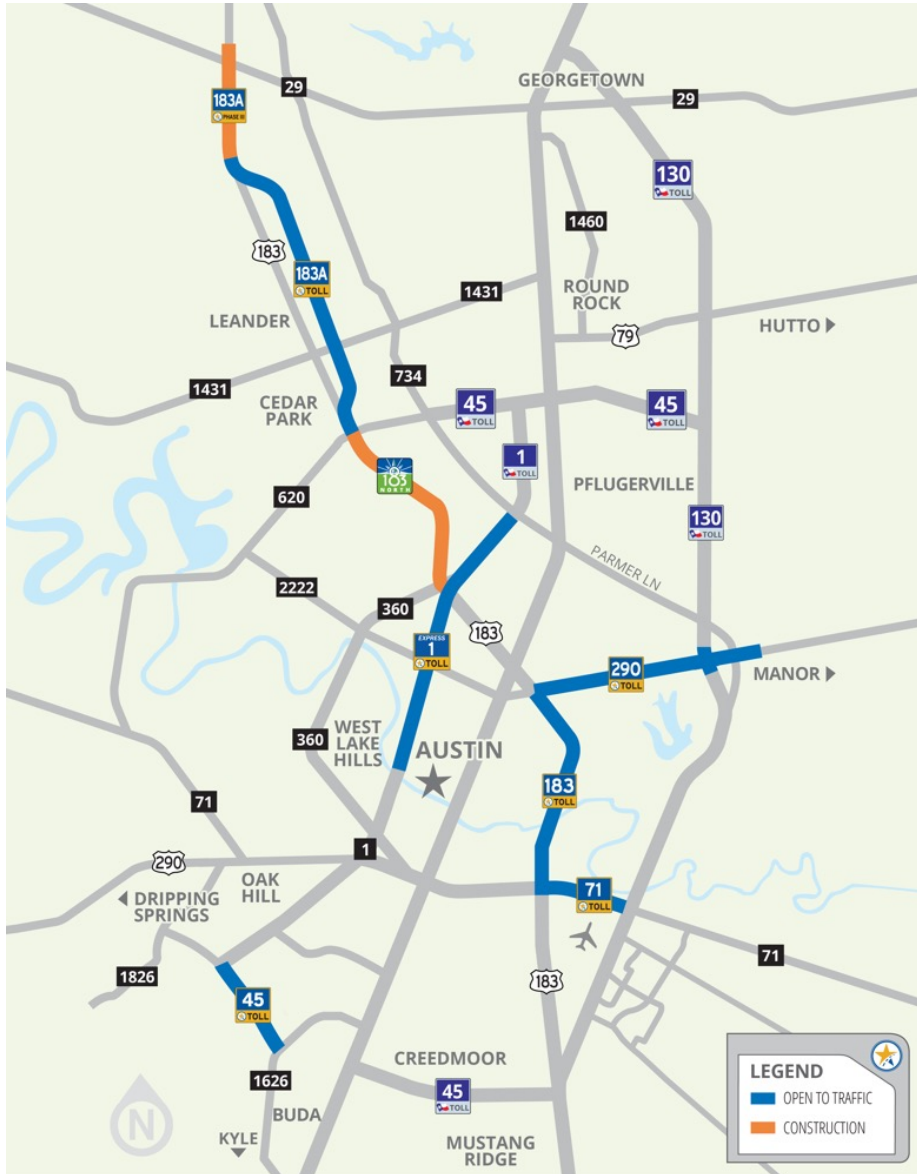 183A
PHASE III
29
GEORGETOWN
29
130
TOLL
1460
183
183A
TOLL
1431
ROUND
ROCK
LEANDER
79
HUTTO
1431
734
CEDAR
PARK
45
TOLL
45
TOLL
1
TOLL
183
NORTH
620
PFLUGERVILLE
130
TOLL
PARMER LN
2222
360
183
EXPRESS
1
TOLL
290
TOLL
MANOR
WEST
LAKE
HILLS
360
AUSTIN
183
TOLL
71
1
290
OAK
HILL
DRIPPING
SPRINGS
71
TOLL
71
1826
45
TOLL
183
CREEDMOOR
1626
45
TOLL
BUDA
KYLE
MUSTANG
RIDGE
N
LEGEND
OPEN TO TRAFFIC
CONSTRUCTION